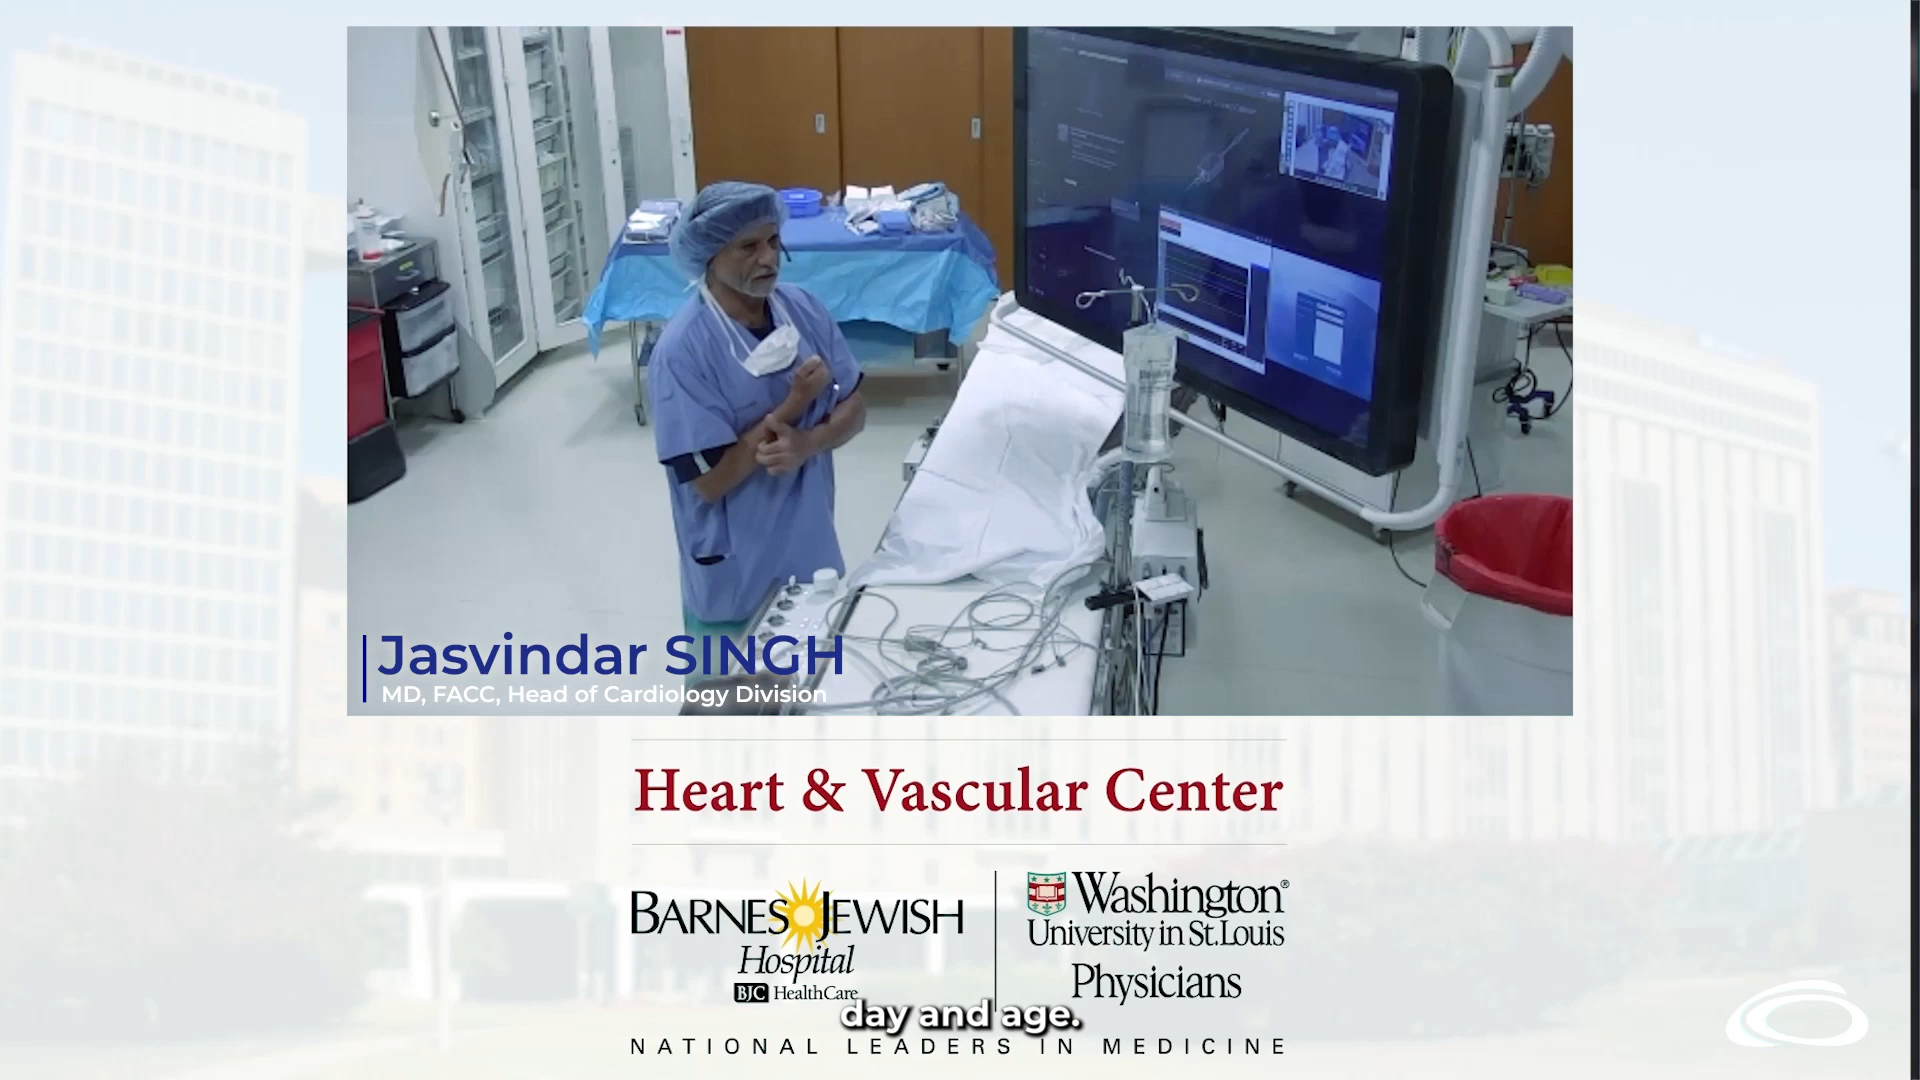 Jasvindar SINGH
MD, FACC, Head of Cardiology Division
Heart & Vascular Center
BARNES JEWISH
Hospital
BJC HealthCare
Washington®
University in St. Louis
Physicians
day and age.
NATIONAL LEADERS IN MEDICINE